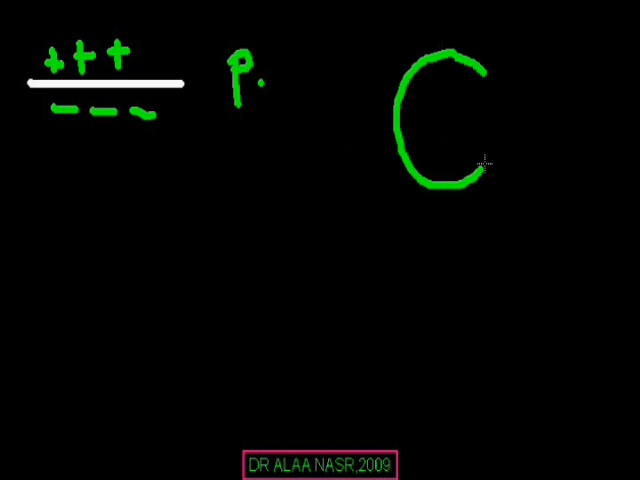 +++ P.
---
DR ALAA NASR,2009